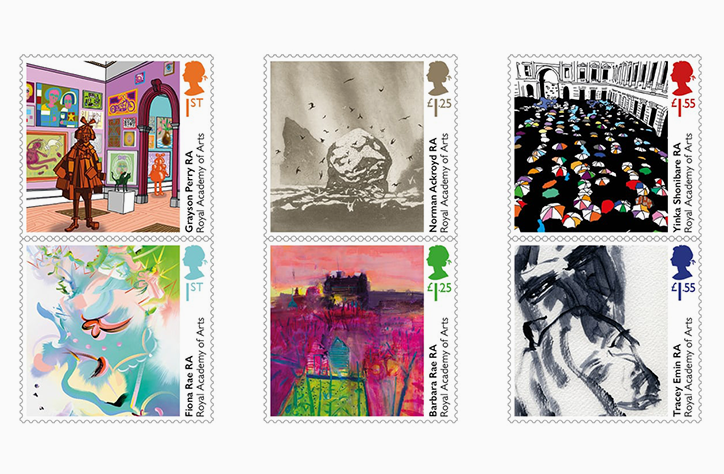 1ST
Grayson Perry RA
Royal Academy of Arts
£1.25
Norman Ackroyd RA
Royal Academy of Arts
£1.55
Yinka Shonibare RA
Royal Academy of Arts
1ST
Fiona Rae RA
Royal Academy of Arts
£1.25
Barbara Rae RA
Royal Academy of Arts
£1.55
Tracey Emin RA
Royal Academy of Arts